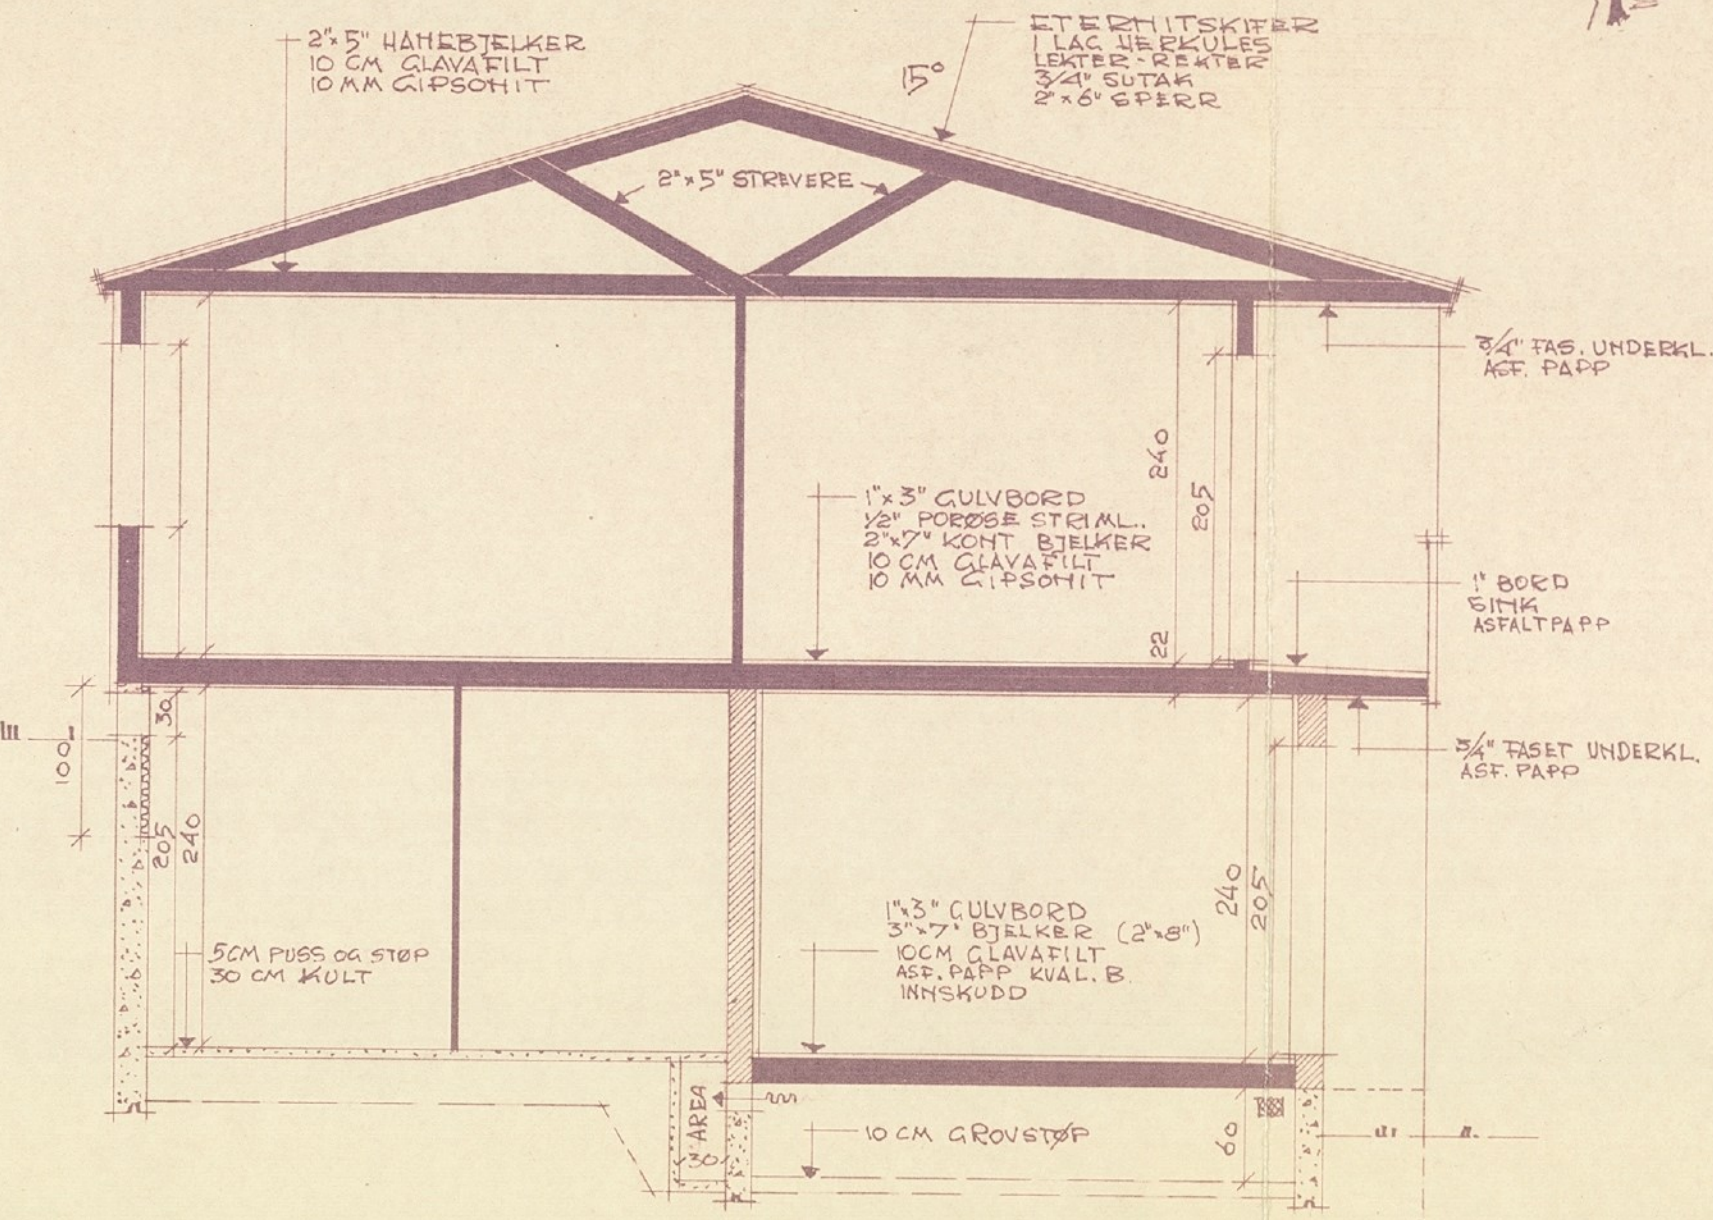 2"×5" HANEBJELKER
10 CM GLAVAFILT
10 MM GIPSONIT
ETERNITSKIFER
1 LAG HERKULES
LEKTER-REKTER
3/4" SUTAK
2"×6" SPERR
15°
2"×5" STREVERE
3/4" FAS. UNDERKL.
ASF. PAPP
240
205
22
1"×3" GULVBORD
1/2" PORØSE STRIML..
2"×7" KONT BJELKER
10 CM GLAVAFILT
10 MM GIPSONIT
1" BORD
SINK
ASFALTPAPP
3/4" FASET UNDERKL.
ASF. PAPP
30
100
205
240
5CM PUSS OG STØP
30 CM KULT
1"×3" GULVBORD
3"×7" BJELKER (2"×8")
10CM GLAVAFILT
ASF. PAPP KVAL. B
INNSKUDD
240
205
AREA
30
10 CM GROVSTØP
60